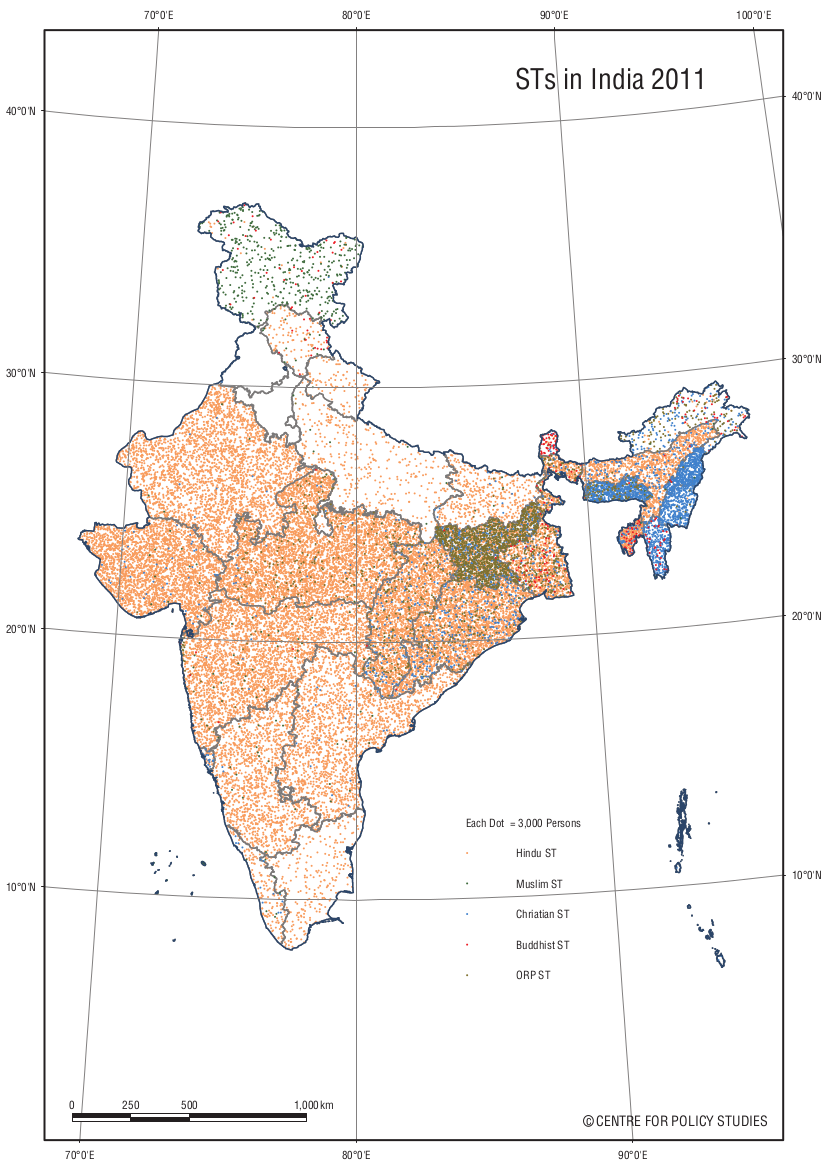 70°0'E 80°0'E 90°0'E 100°0'E
STs in India 2011
40°0'N 40°0'N
30°0'N 30°0'N
20°0'N 20°0'N
Each Dot = 3,000 Persons
Hindu ST
10°0'N 10°0'N
Muslim ST
Chriatian ST
Buddhist ST
ORP ST
0 250 500 1,000 km
© CENTRE FOR POLICY STUDIES
70°0'E 80°0'E 90°0'E